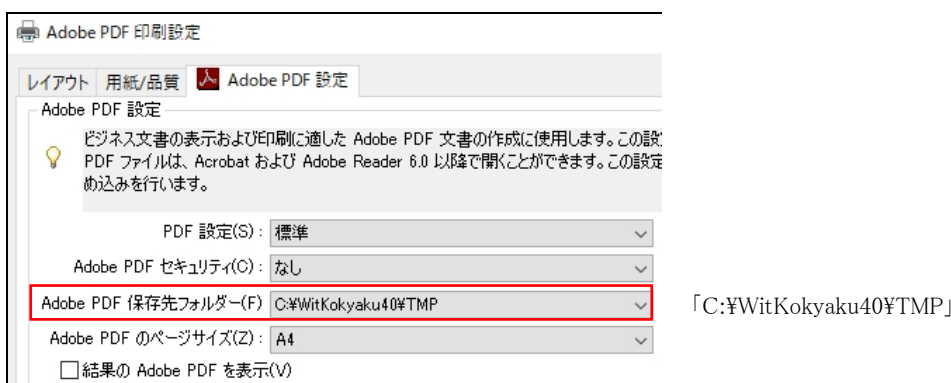 Adobe PDF 印刷設定
レイアウト 用紙/品質 Adobe PDF 設定
Adobe PDF 設定
ビジネス文書の表示および印刷に適した Adobe PDF 文書の作成に使用します。この設
PDF ファイルは、Acrobat および Adobe Reader 6.0 以降で開くことができます。この設定
め込みを行います。
PDF 設定(S): 標準
Adobe PDF セキュリティ(C): なし
Adobe PDF 保存先フォルダー(F) C:¥WitKokyaku40¥TMP
「C:¥WitKokyaku40¥TMP」
Adobe PDF のページサイズ(Z): A4
結果の Adobe PDF を表示(V)